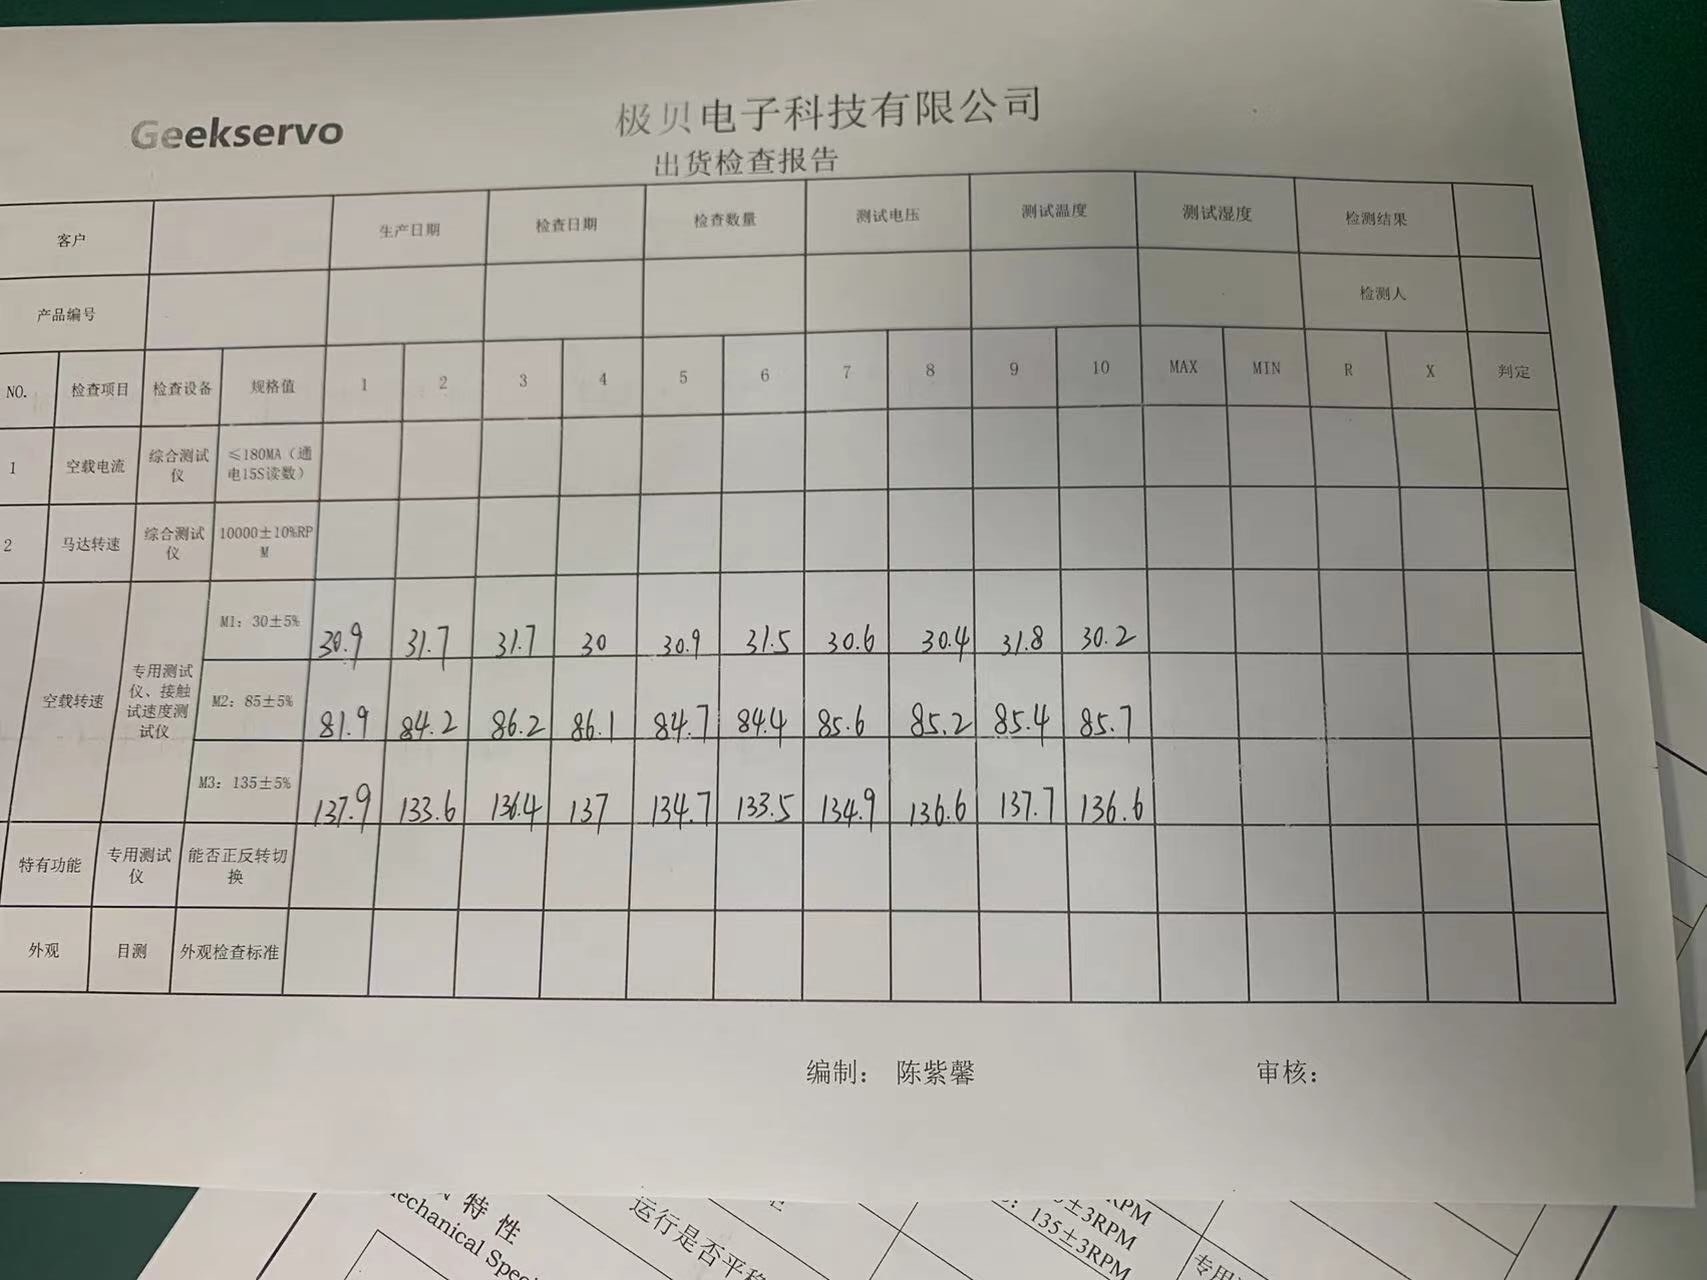 Geekservo
极贝电子科技有限公司
出货检查报告
客户 生产日期 检查日期 检查数量 测试电压 测试温度 测试湿度 检测结果
产品编号 检测人
NO. 检查项目 检查设备 规格值 1 2 3 4 5 6 7 8 9 10 MAX MIN R X 判定
1 空载电流 综合测试仪 ≤180MA（通电15S读数）
2 马达转速 综合测试仪 10000±10%RPM
空载转速 专用测试仪、接触试速度测试仪
M1: 30±5% 30.9 31.7 31.7 30 30.9 31.5 30.6 30.4 31.8 30.2
M2: 85±5% 81.9 84.2 86.2 86.1 84.7 84.4 85.6 85.2 85.4 85.7
M3: 135±5% 137.9 133.6 136.4 137 134.7 133.5 134.9 136.6 137.7 136.6
特有功能 专用测试仪 能否正反转切换
外观 目测 外观检查标准
编制： 陈紫馨 审核：
特性
运行是否平
±3RPM
135±3RPM
专用